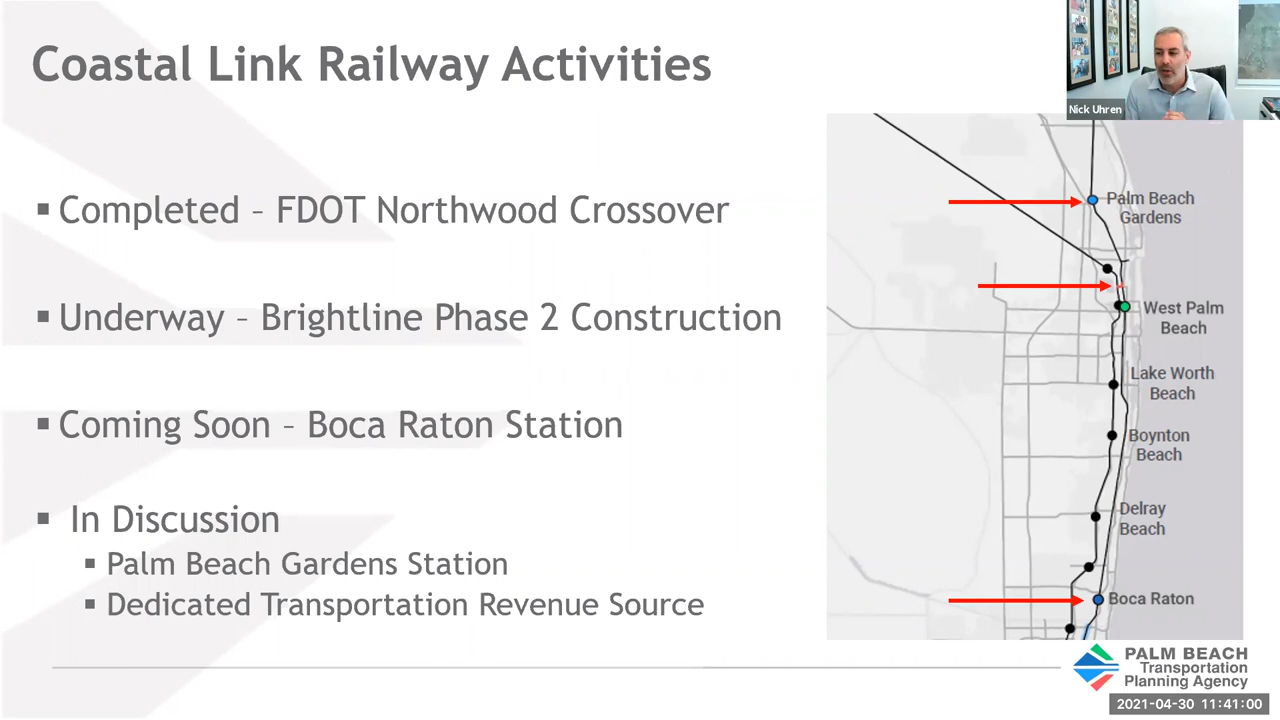 Coastal Link Railway Activities
Nick Uhren
▪ Completed – FDOT Northwood Crossover
▪ Underway – Brightline Phase 2 Construction
▪ Coming Soon – Boca Raton Station
▪ In Discussion
▪ Palm Beach Gardens Station
▪ Dedicated Transportation Revenue Source
Palm Beach
Gardens
West Palm
Beach
Lake Worth
Beach
Boynton
Beach
Delray
Beach
Boca Raton
PALM BEACH
Transportation
Planning Agency
2021-04-30 11:41:00